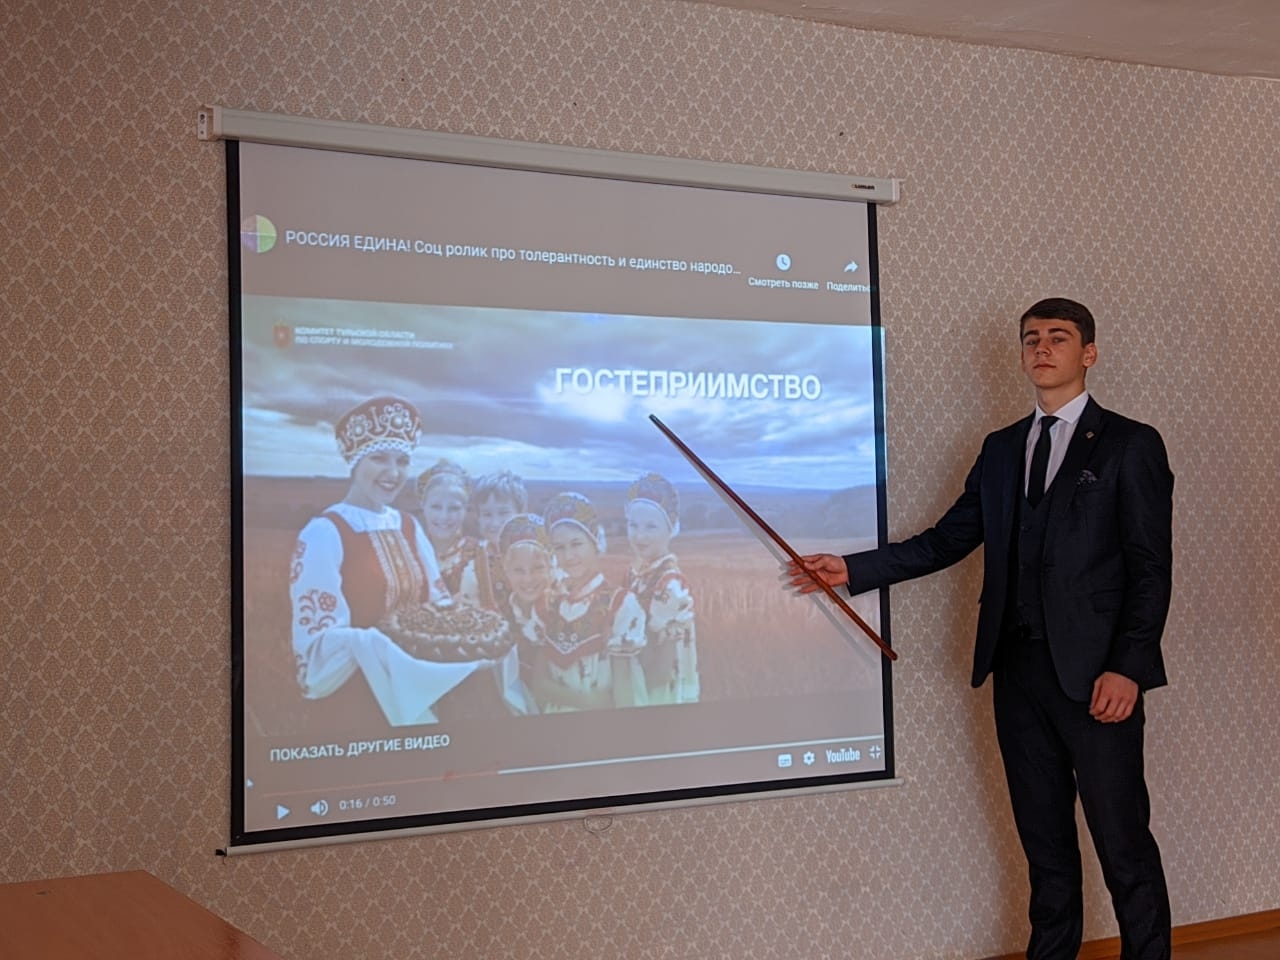 РОССИЯ ЕДИНА! Соц ролик про толерантность и единство народо...
Смотреть позже
Поделиться
КОМИТЕТ ТУЛЬСКОЙ ОБЛАСТИ
ПО СПОРТУ И МОЛОДЕЖНОЙ ПОЛИТИКЕ
ГОСТЕПРИИМСТВО
ПОКАЗАТЬ ДРУГИЕ ВИДЕО
0:16 / 0:50
YouTube